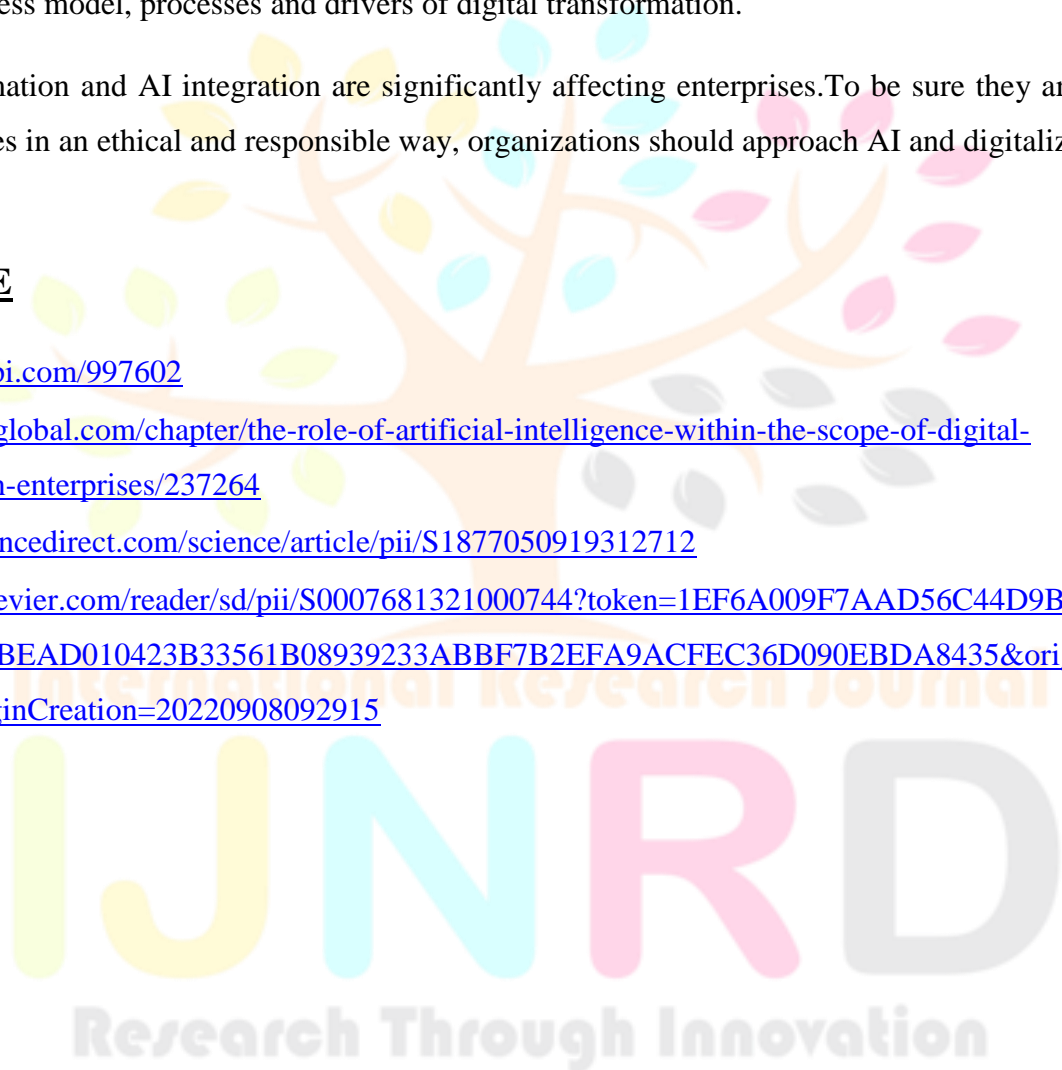 ess model, processes and drivers of digital transformation.
mation and AI integration are significantly affecting enterprises.To be sure they ar
es in an ethical and responsible way, organizations should approach AI and digitaliz
E
pi.com/997602
global.com/chapter/the-role-of-artificial-intelligence-within-the-scope-of-digital-
n-enterprises/237264
ncedirect.com/science/article/pii/S1877050919312712
evier.com/reader/sd/pii/S0007681321000744?token=1EF6A009F7AAD56C44D9B
BEAD010423B33561B08939233ABBF7B2EFA9ACFEC36D090EBDA8435&ori
ginCreation=20220908092915
International Research Journal
IJNRD
Research Through Innovation